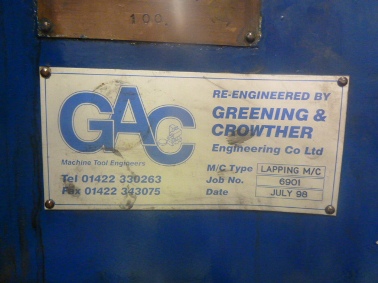 100
GAC
Machine Tool Engineers
Tel 01422 330263
Fax 01422 343075
RE-ENGINEERED BY
GREENING &
CROWTHER
Engineering Co Ltd
M/C Type LAPPING M/C
Job No. 6901
Date JULY 98